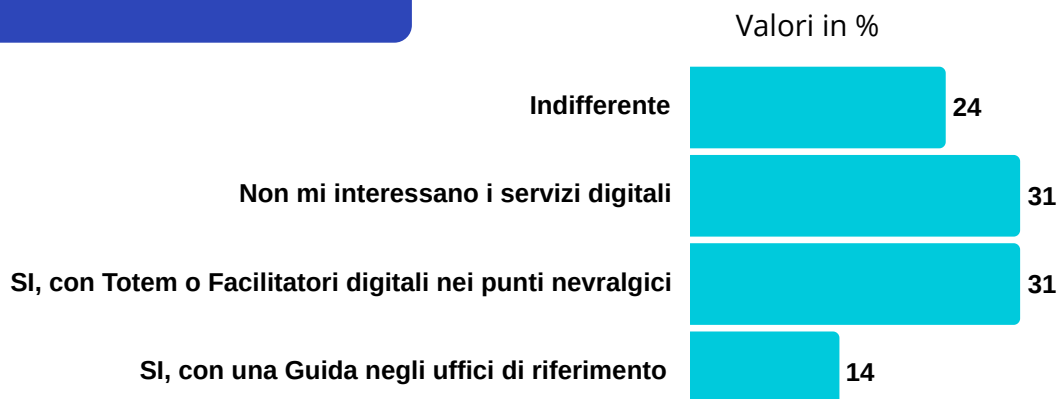 Valori in %
Indifferente 24
Non mi interessano i servizi digitali 31
SI, con Totem o Facilitatori digitali nei punti nevralgici 31
SI, con una Guida negli uffici di riferimento 14